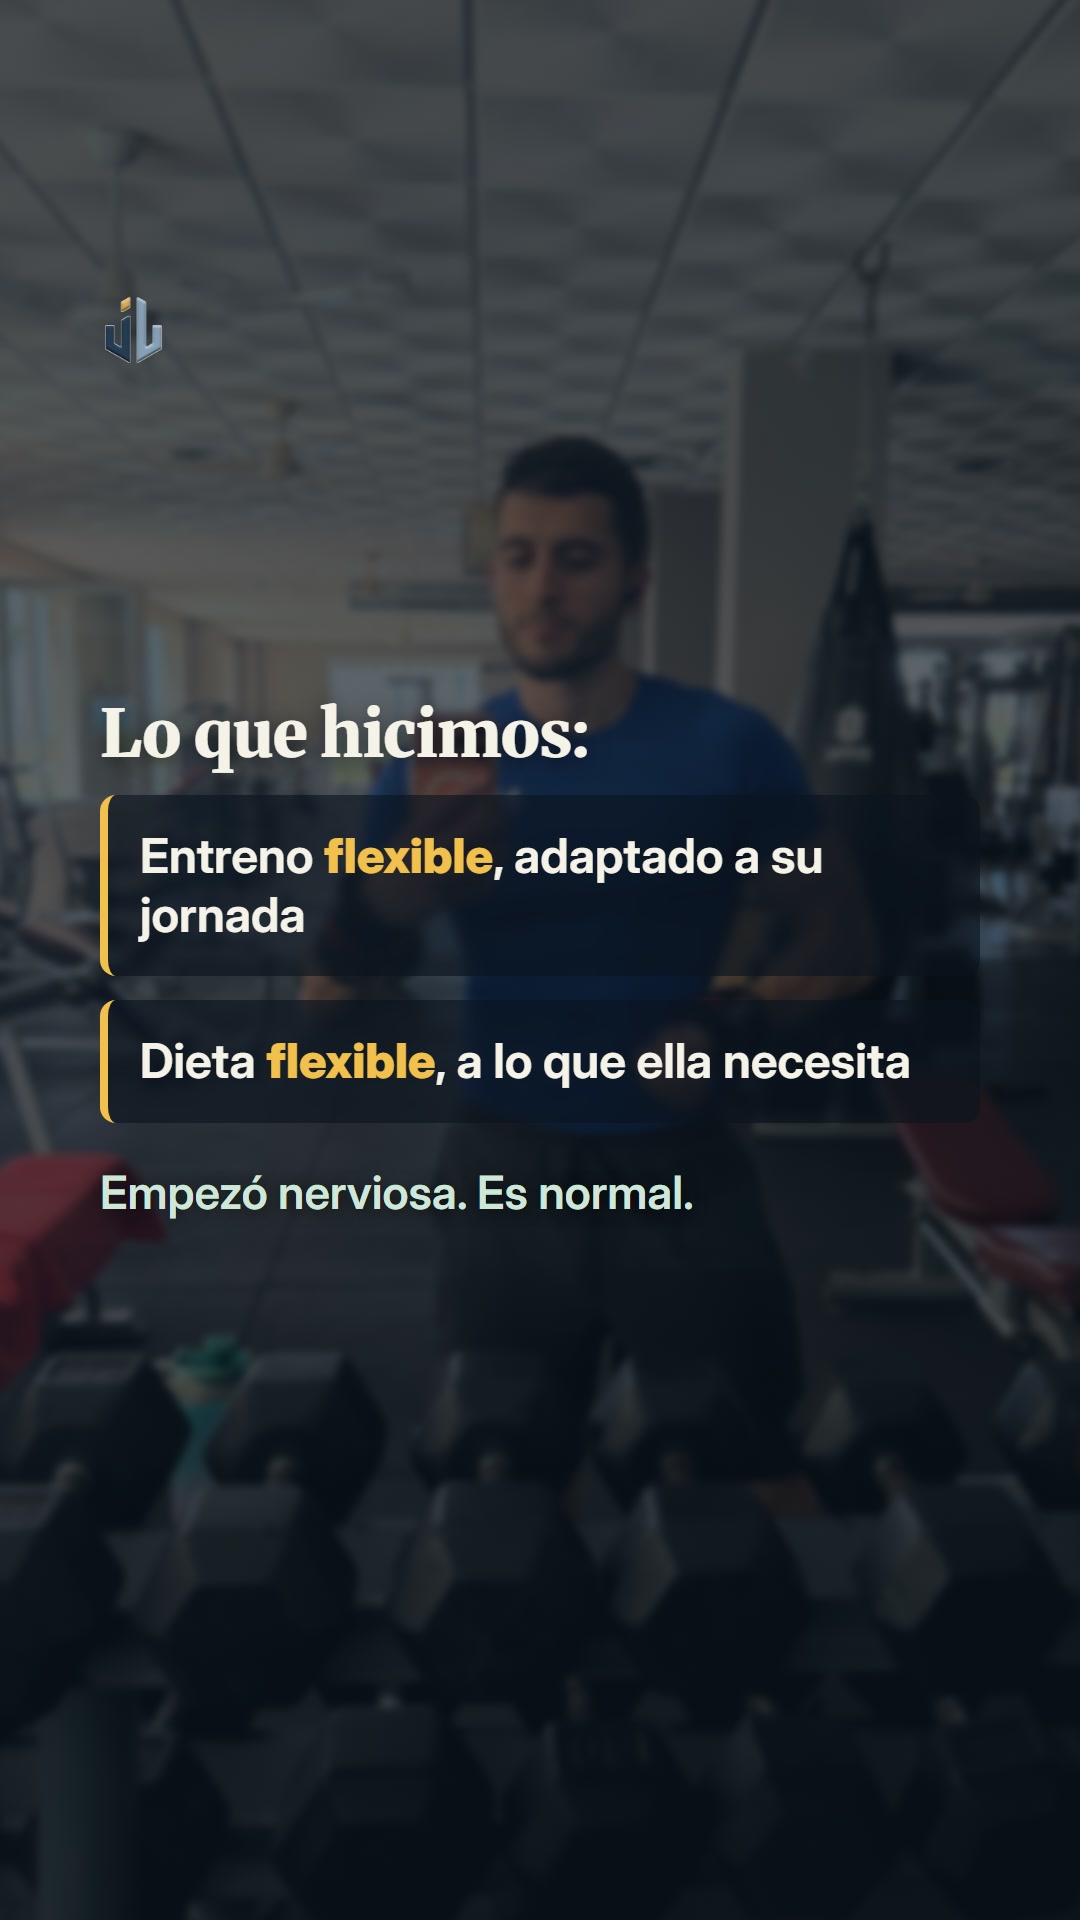 Lo que hicimos:
Entreno flexible, adaptado a su
jornada
Dieta flexible, a lo que ella necesita
Empezó nerviosa. Es normal.